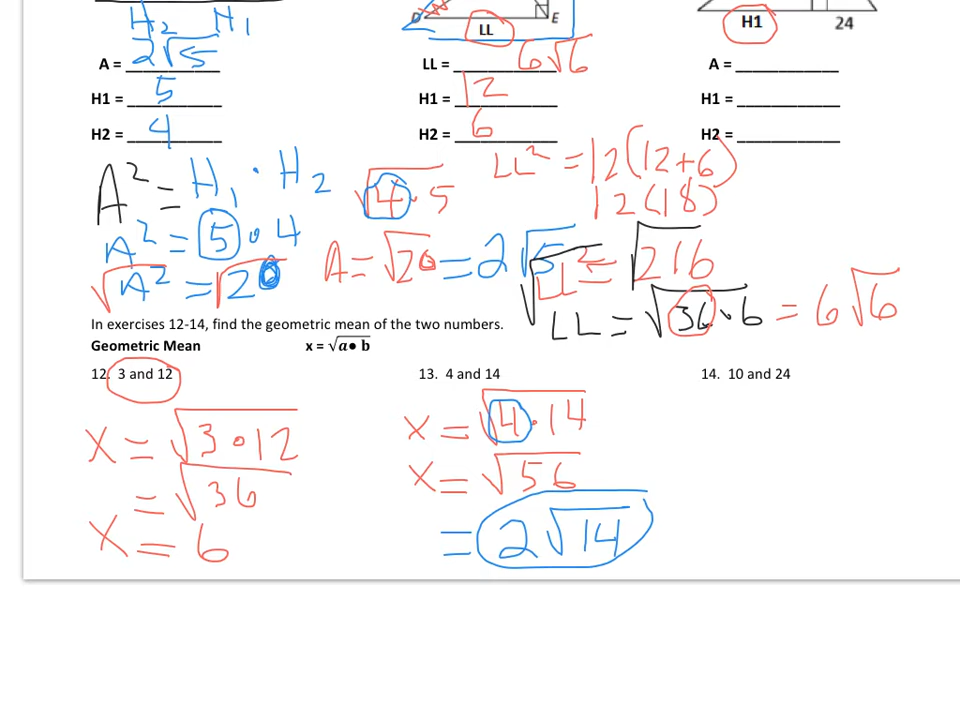 H2 H1
D E
LL
H1 24
A = 2√5
LL = 6√6
A =
H1 = 5
H1 = 12
H1 =
H2 = 4
H2 = 6
H2 =
A² = H₁ · H₂
√4·5
LL² = 12(12+6)
12(18)
A² = 5·4
A = √20 = 2√5
√LL² = √216
√A² = √20
LL = √36·6 = 6√6
In exercises 12-14, find the geometric mean of the two numbers.
Geometric Mean x = √a• b
12. 3 and 12
13. 4 and 14
14. 10 and 24
x = √3·12
x = √4·14
= √36
x = √56
x = 6
= 2√14